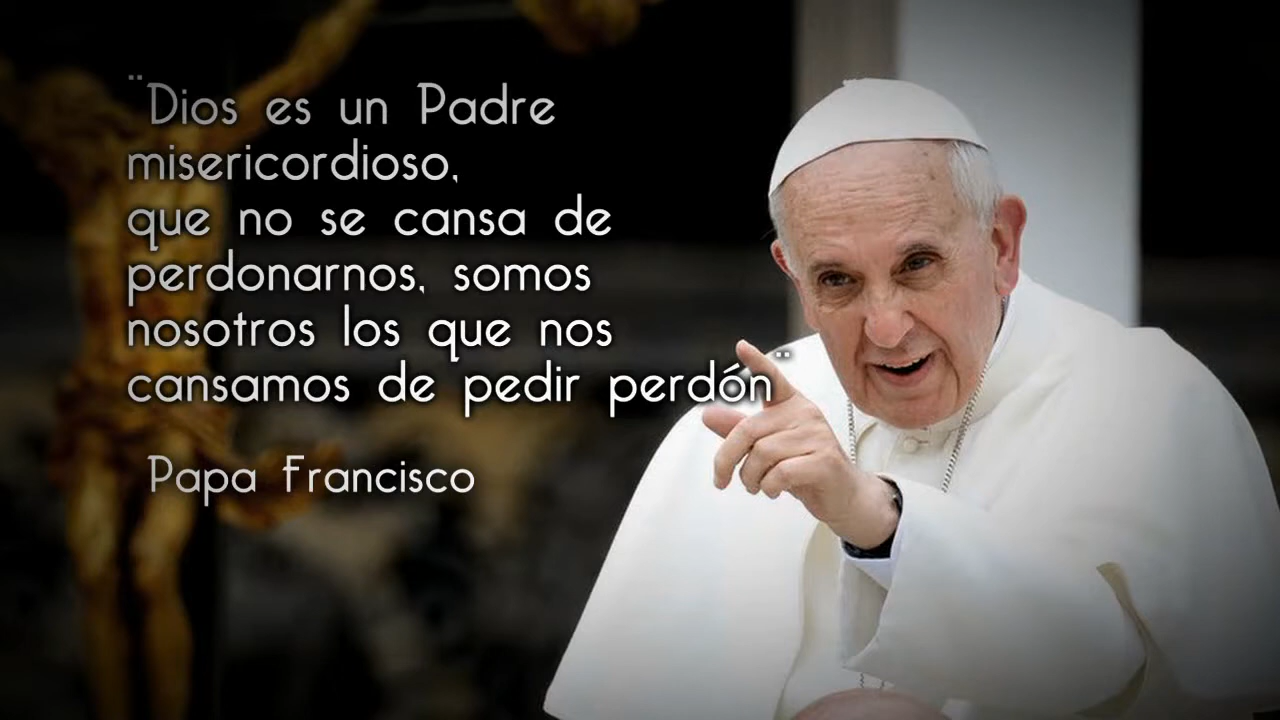 ¨Dios es un Padre
misericordioso,
que no se cansa de
perdonarnos, somos
nosotros los que nos
cansamos de pedir perdón¨
Papa Francisco